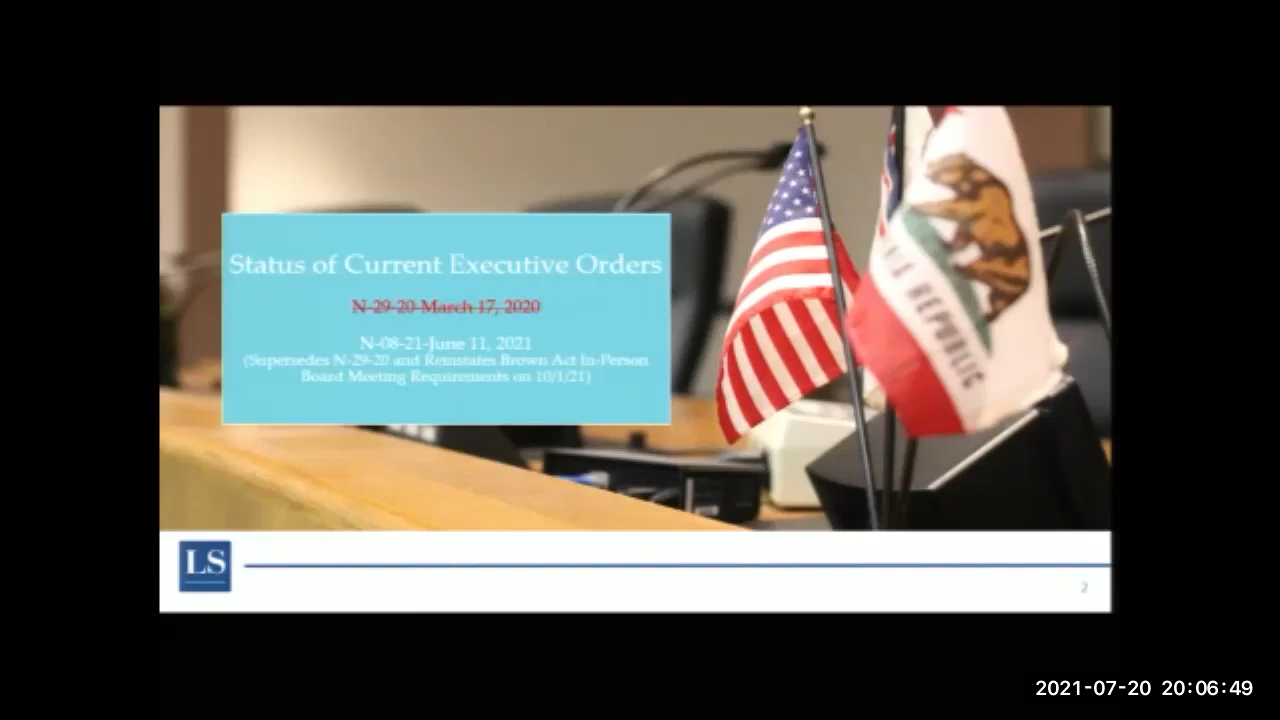 Status of Current Executive Orders
N-29-20-March 17, 2020
N-08-21-June 11, 2021
(Supersedes N-29-20 and Reinstates Brown Act In-Person
Board Meeting Requirements on 10/1/21)
REPUBLIC
LS
2
2021-07-20 20:06:49